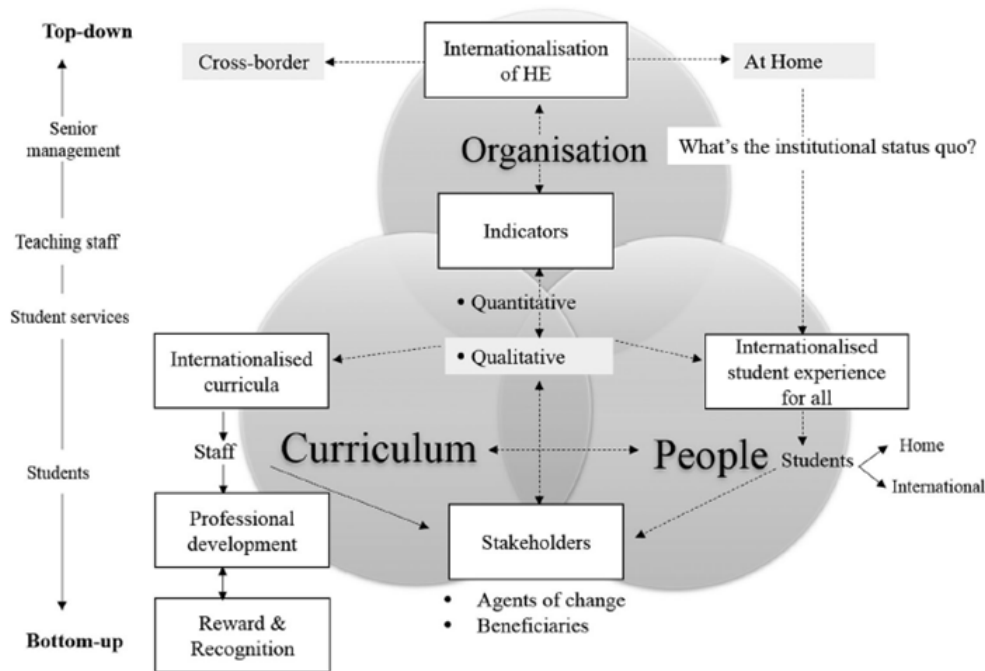 Top-down
Senior
management
Teaching staff
Student services
Students
Bottom-up
Cross-border
Internationalisation
of HE
At Home
Organisation
What's the institutional status quo?
Indicators
• Quantitative
• Qualitative
Internationalised
curricula
Internationalised
student experience
for all
Staff
Curriculum
People
Students
Home
International
Professional
development
Stakeholders
• Agents of change
• Beneficiaries
Reward &
Recognition